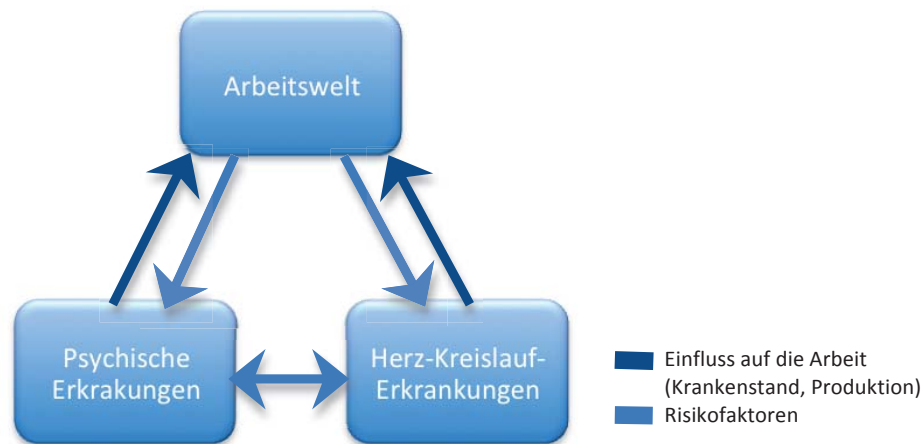 Arbeitswelt
Psychische
Erkrakungen
Herz-Kreislauf-
Erkrankungen
Einfluss auf die Arbeit
(Krankenstand, Produktion)
Risikofaktoren